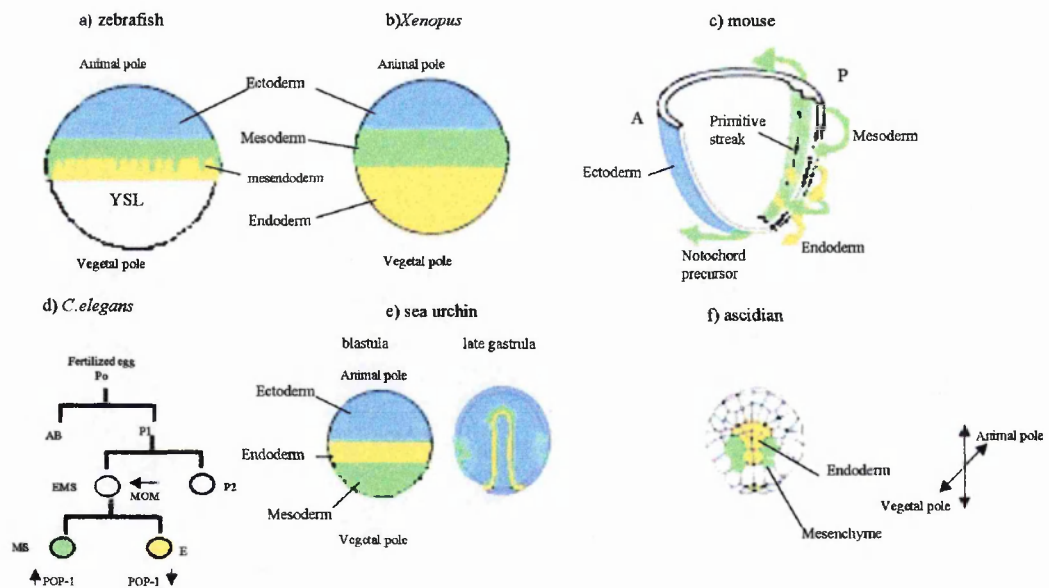 a) zebrafish
Animal pole
Ectoderm
Mesoderm
mesendoderm
YSL
Endoderm
Vegetal pole
b)Xenopus
Animal pole
Vegetal pole
c) mouse
A
P
Primitive
streak
Mesoderm
Ectoderm
Notochord
precursor
Endoderm
d) C.elegans
Fertilized egg
Po
AB
P1
EMS
MOM
P2
MS
E
POP-1
POP-1
e) sea urchin
blastula
late gastrula
Animal pole
Ectoderm
Endoderm
Mesoderm
Vegetal pole
f) ascidian
Endoderm
Mesenchyme
Animal pole
Vegetal pole